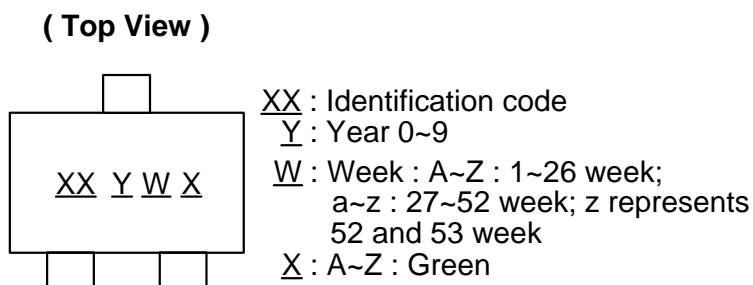 ( Top View )
XX Y W X
XX : Identification code
Y : Year 0~9
W : Week : A~Z : 1~26 week;
a~z : 27~52 week; z represents
52 and 53 week
X : A~Z : Green